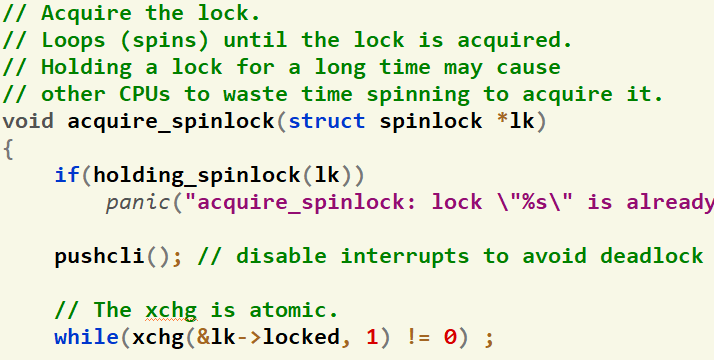 // Acquire the lock.
// Loops (spins) until the lock is acquired.
// Holding a lock for a long time may cause
// other CPUs to waste time spinning to acquire it.
void acquire_spinlock(struct spinlock *lk)
{
    if(holding_spinlock(lk))
        panic("acquire_spinlock: lock \"%s\" is already
    pushcli(); // disable interrupts to avoid deadlock
    // The xchg is atomic.
    while(xchg(&lk->locked, 1) != 0) ;